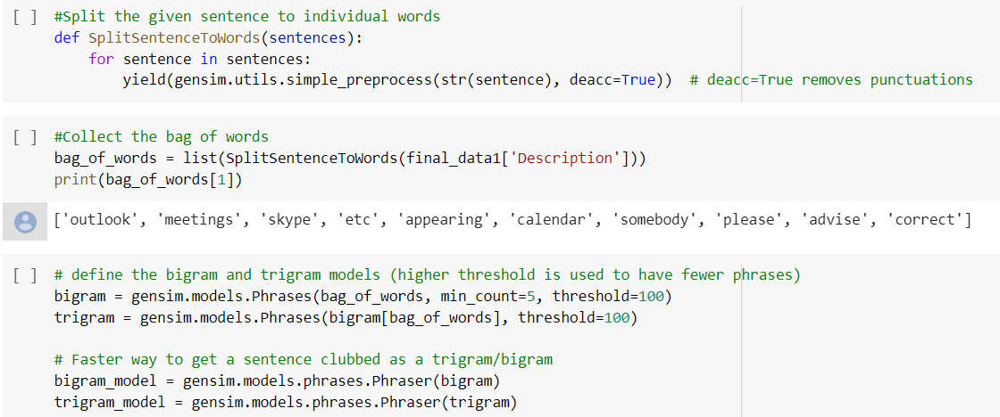 [ ] #Split the given sentence to individual words
def SplitSentenceToWords(sentences):
    for sentence in sentences:
        yield(gensim.utils.simple_preprocess(str(sentence), deacc=True))  # deacc=True removes punctuations
[ ] #Collect the bag of words
bag_of_words = list(SplitSentenceToWords(final_data1['Description']))
print(bag_of_words[1])
['outlook', 'meetings', 'skype', 'etc', 'appearing', 'calendar', 'somebody', 'please', 'advise', 'correct']
[ ] # define the bigram and trigram models (higher threshold is used to have fewer phrases)
bigram = gensim.models.Phrases(bag_of_words, min_count=5, threshold=100)
trigram = gensim.models.Phrases(bigram[bag_of_words], threshold=100)
# Faster way to get a sentence clubbed as a trigram/bigram
bigram_model = gensim.models.phrases.Phraser(bigram)
trigram_model = gensim.models.phrases.Phraser(trigram)